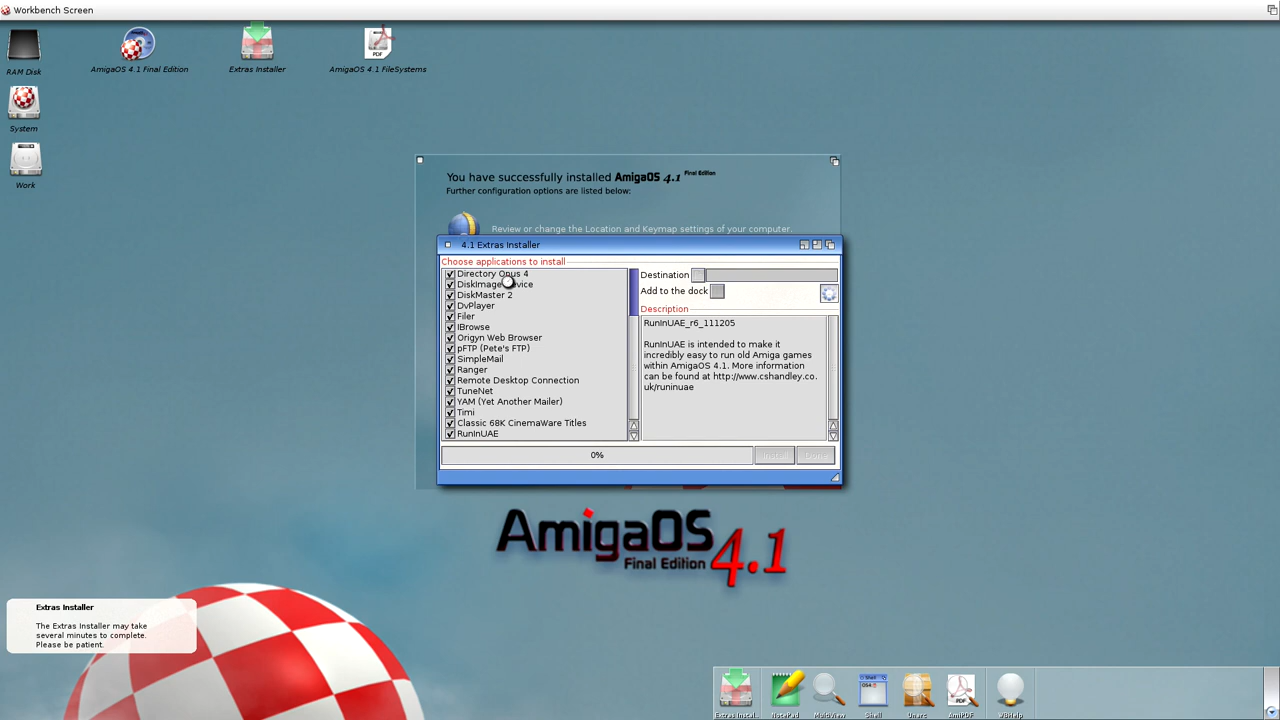 Workbench Screen
RAM Disk
AmigaOS 4.1 Final Edition
Extras Installer
PDF
AmigaOS 4.1 FileSystems
System
Work
You have successfully installed AmigaOS 4.1 Final Edition
Further configuration options are listed below:
Review or change the Location and Keymap settings of your computer.
4.1 Extras Installer
Choose applications to install
Directory Opus 4
DiskMaster 2
DvPlayer
Filer
IBrowse
Origyn Web Browser
pFTP (Pete's FTP)
SimpleMail
Ranger
Remote Desktop Connection
TuneNet
YAM (Yet Another Mailer)
Timi
Classic 68K CinemaWare Titles
RunInUAE
Destination
Add to the dock
Description
RunInUAE_r6_111205
RunInUAE is intended to make it
incredibly easy to run old Amiga games
within AmigaOS 4.1. More information
can be found at http://www.cshandley.co.
uk/runinuae
0%
Install
Done
AmigaOS 4.1
Final Edition
Extras Installer
The Extras Installer may take
several minutes to complete.
Please be patient.
Extras Instal...
NotePad
MultiView
Shell
Shell
OS4
Unarc
PDF
AmiPDF
WBHelp